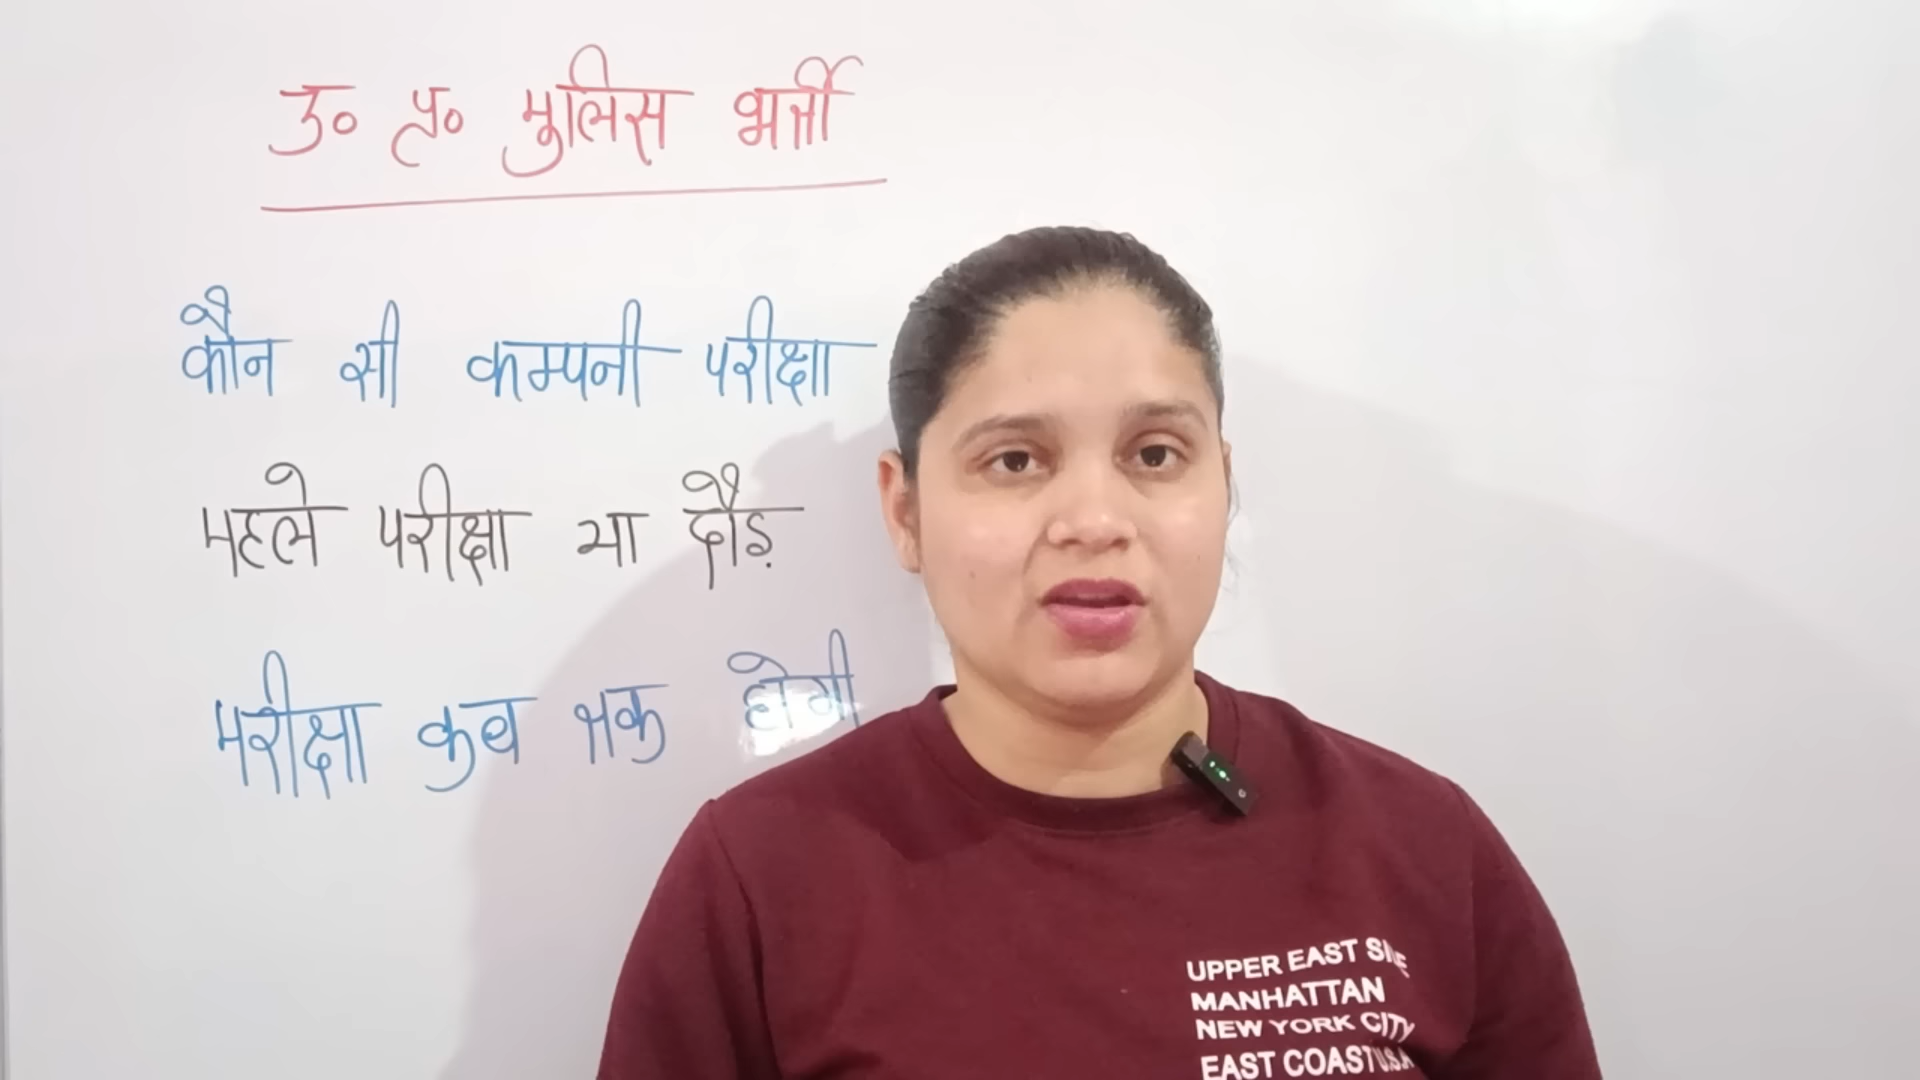 उ० प्र० पुलिस भर्ती
कौन सी कम्पनी परीक्षा
पहले परीक्षा या दौड़
परीक्षा कब तक होगी
UPPER EAST SIDE
MANHATTAN
NEW YORK CITY
EAST COAST U.S.A